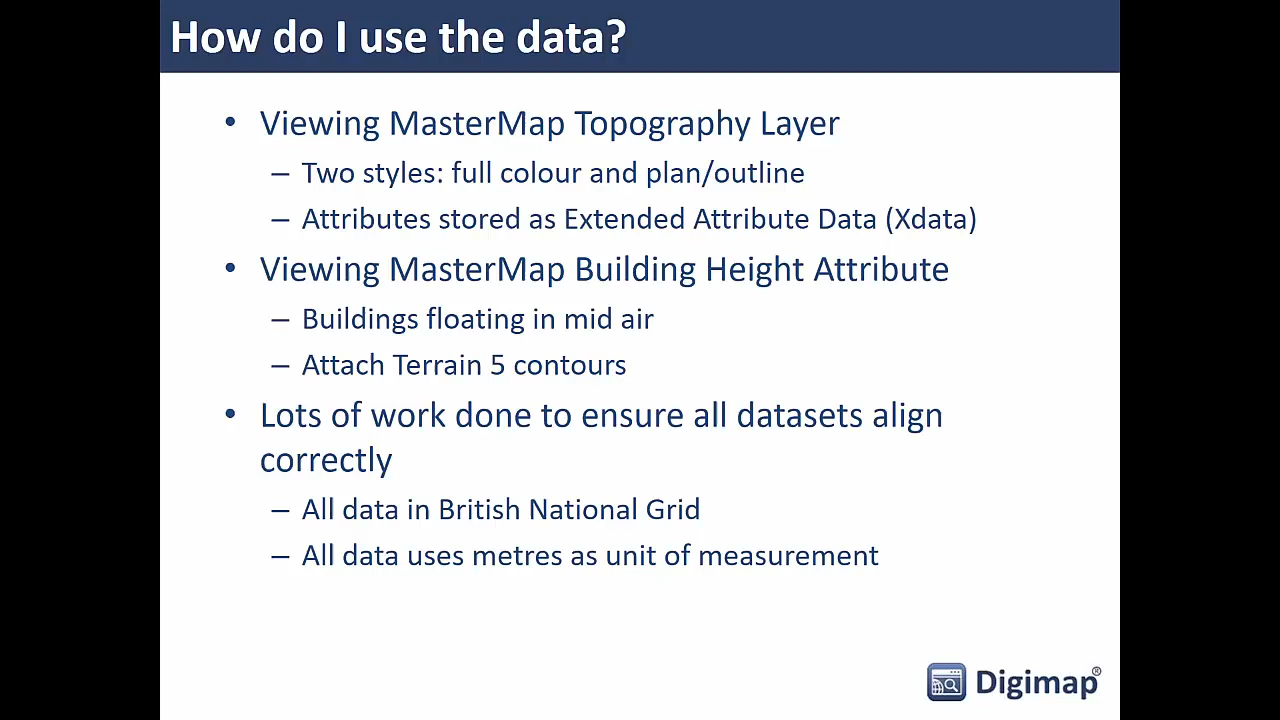 How do I use the data?
• Viewing MasterMap Topography Layer
– Two styles: full colour and plan/outline
– Attributes stored as Extended Attribute Data (Xdata)
• Viewing MasterMap Building Height Attribute
– Buildings floating in mid air
– Attach Terrain 5 contours
• Lots of work done to ensure all datasets align
correctly
– All data in British National Grid
– All data uses metres as unit of measurement
Digimap®